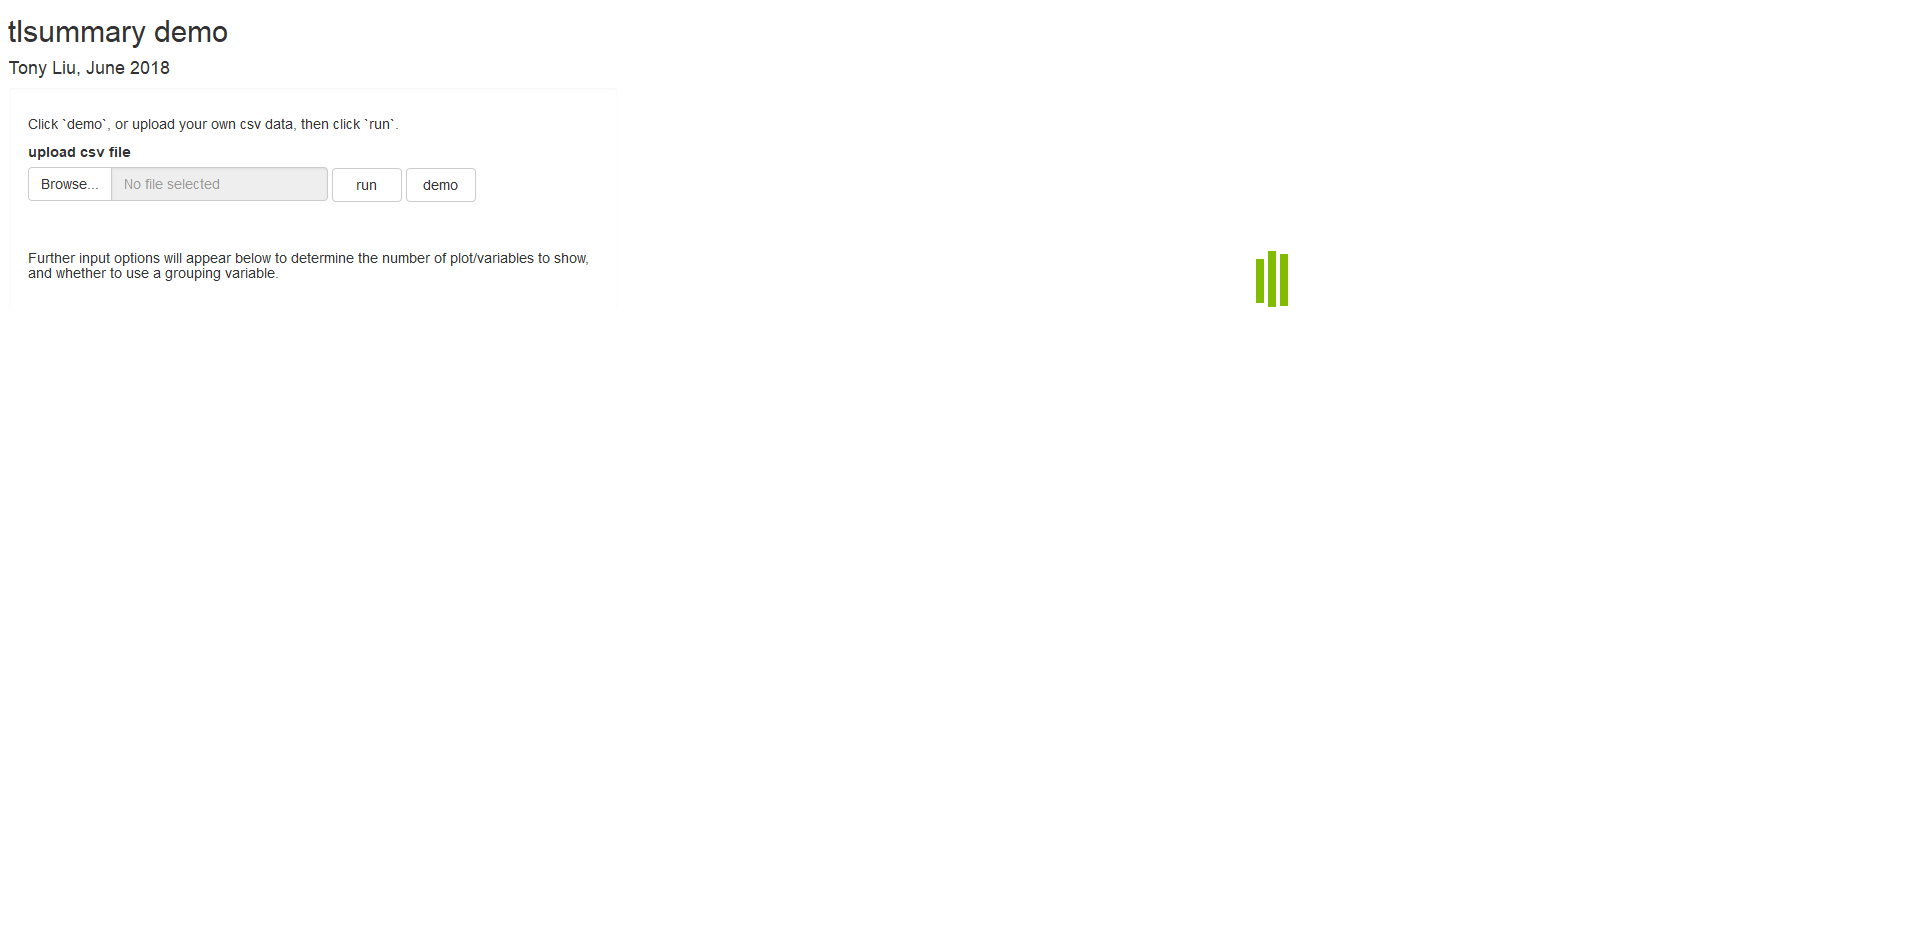 tlsummary demo
Tony Liu, June 2018
Click `demo`, or upload your own csv data, then click `run`.
upload csv file
Browse... No file selected run demo
Further input options will appear below to determine the number of plot/variables to show,
and whether to use a grouping variable.